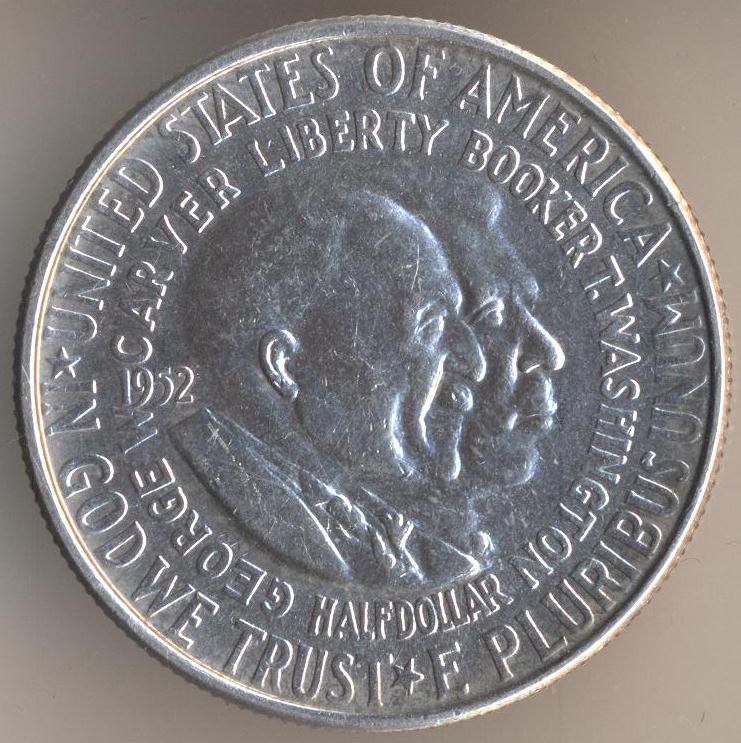 UNITED STATES OF AMERICA
E PLURIBUS UNUM
IN GOD WE TRUST
GEORGE W CARVER
LIBERTY
BOOKER T. WASHINGTON
HALF DOLLAR
1952